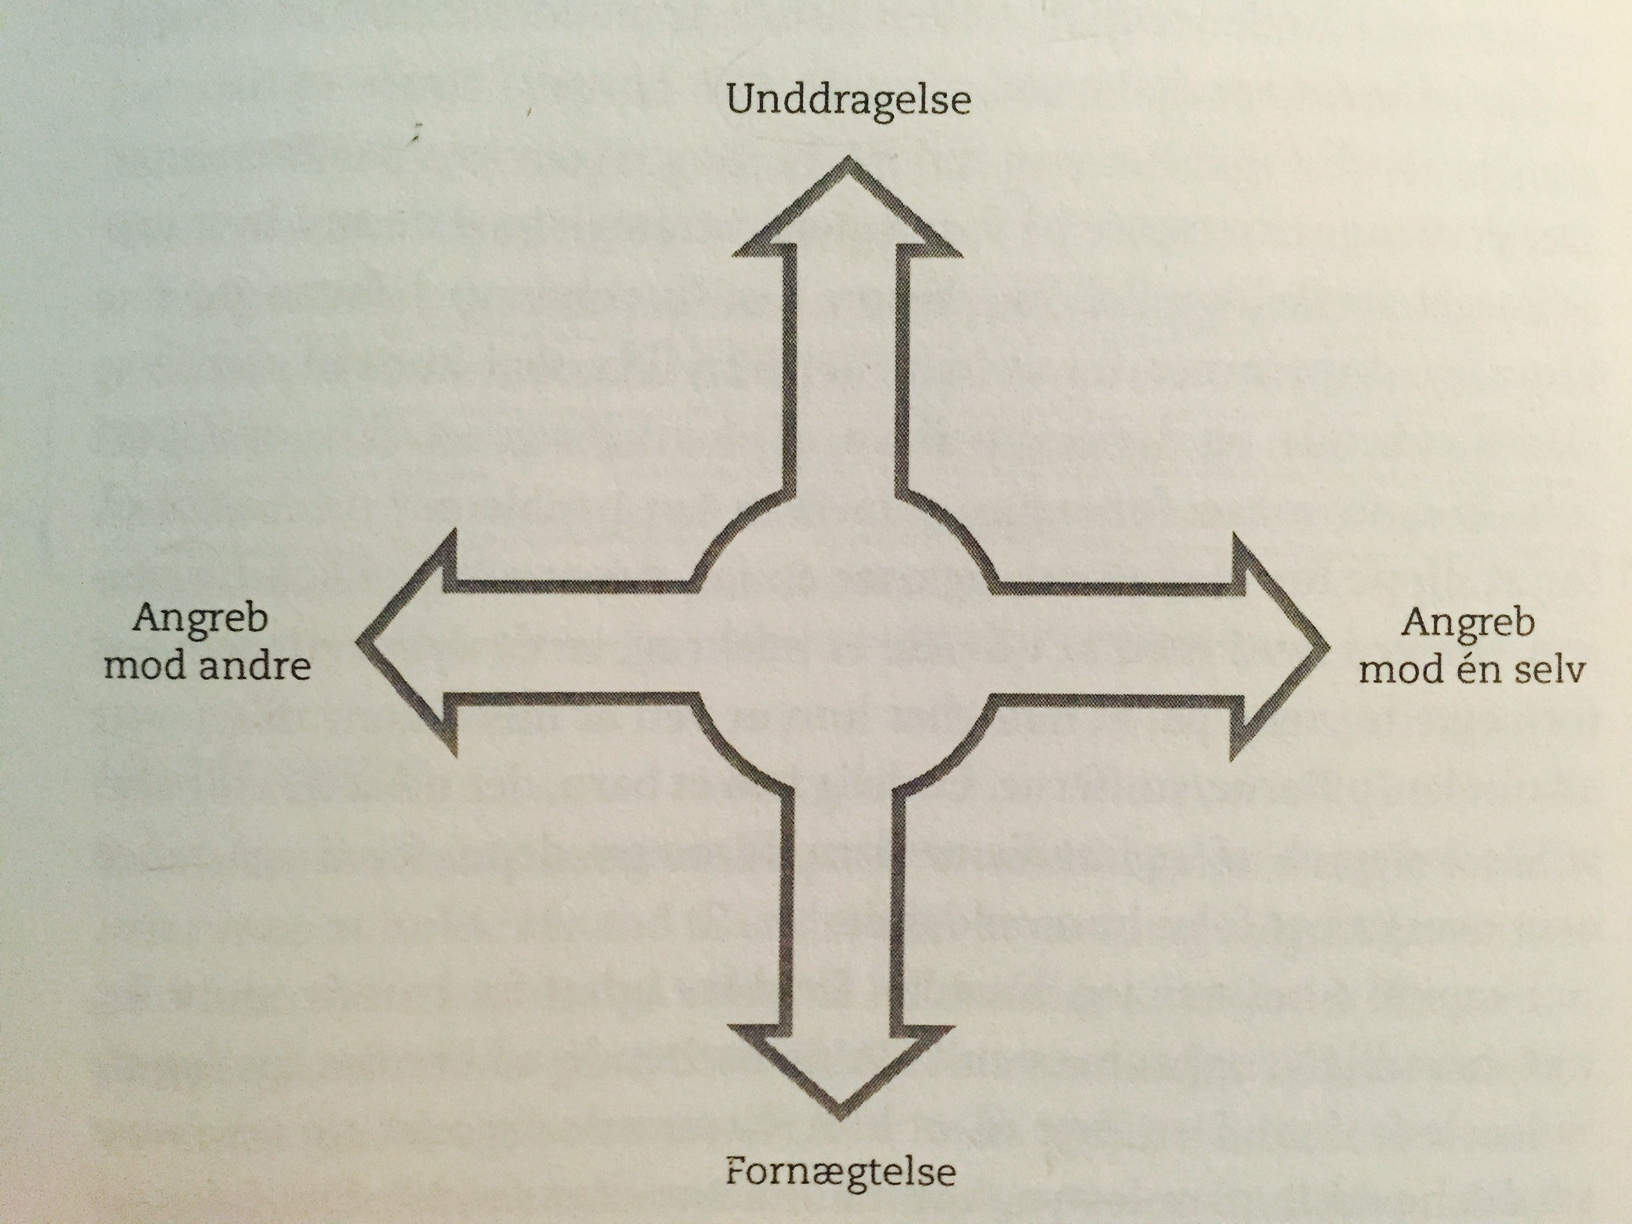 Unddragelse
Angreb
mod andre
Angreb
mod én selv
Fornægtelse